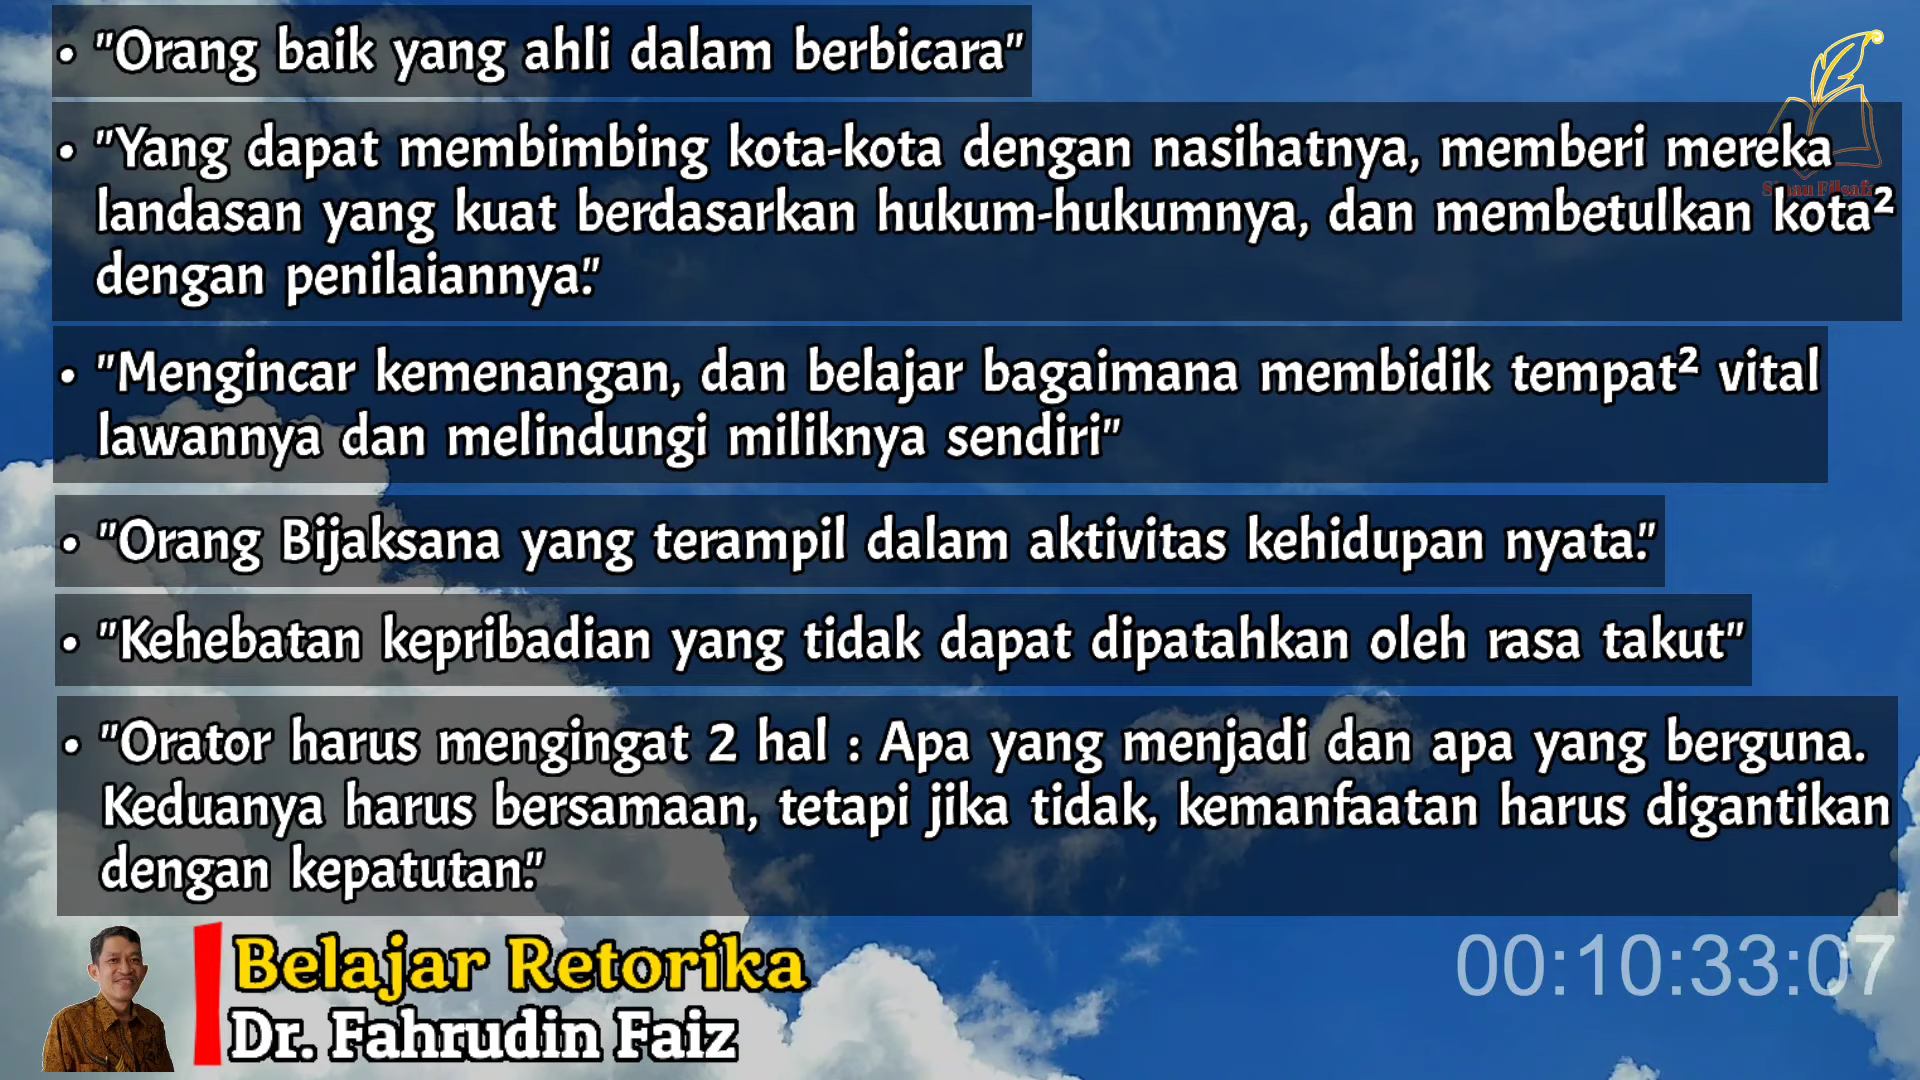 • "Orang baik yang ahli dalam berbicara"
• "Yang dapat membimbing kota-kota dengan nasihatnya, memberi mereka
landasan yang kuat berdasarkan hukum-hukumnya, dan membetulkan kota²
dengan penilaiannya."
• "Mengincar kemenangan, dan belajar bagaimana membidik tempat² vital
lawannya dan melindungi miliknya sendiri"
• "Orang Bijaksana yang terampil dalam aktivitas kehidupan nyata."
• "Kehebatan kepribadian yang tidak dapat dipatahkan oleh rasa takut"
• "Orator harus mengingat 2 hal : Apa yang menjadi dan apa yang berguna.
Keduanya harus bersamaan, tetapi jika tidak, kemanfaatan harus digantikan
dengan kepatutan."
Belajar Retorika
Dr. Fahrudin Faiz
00:10:33:07